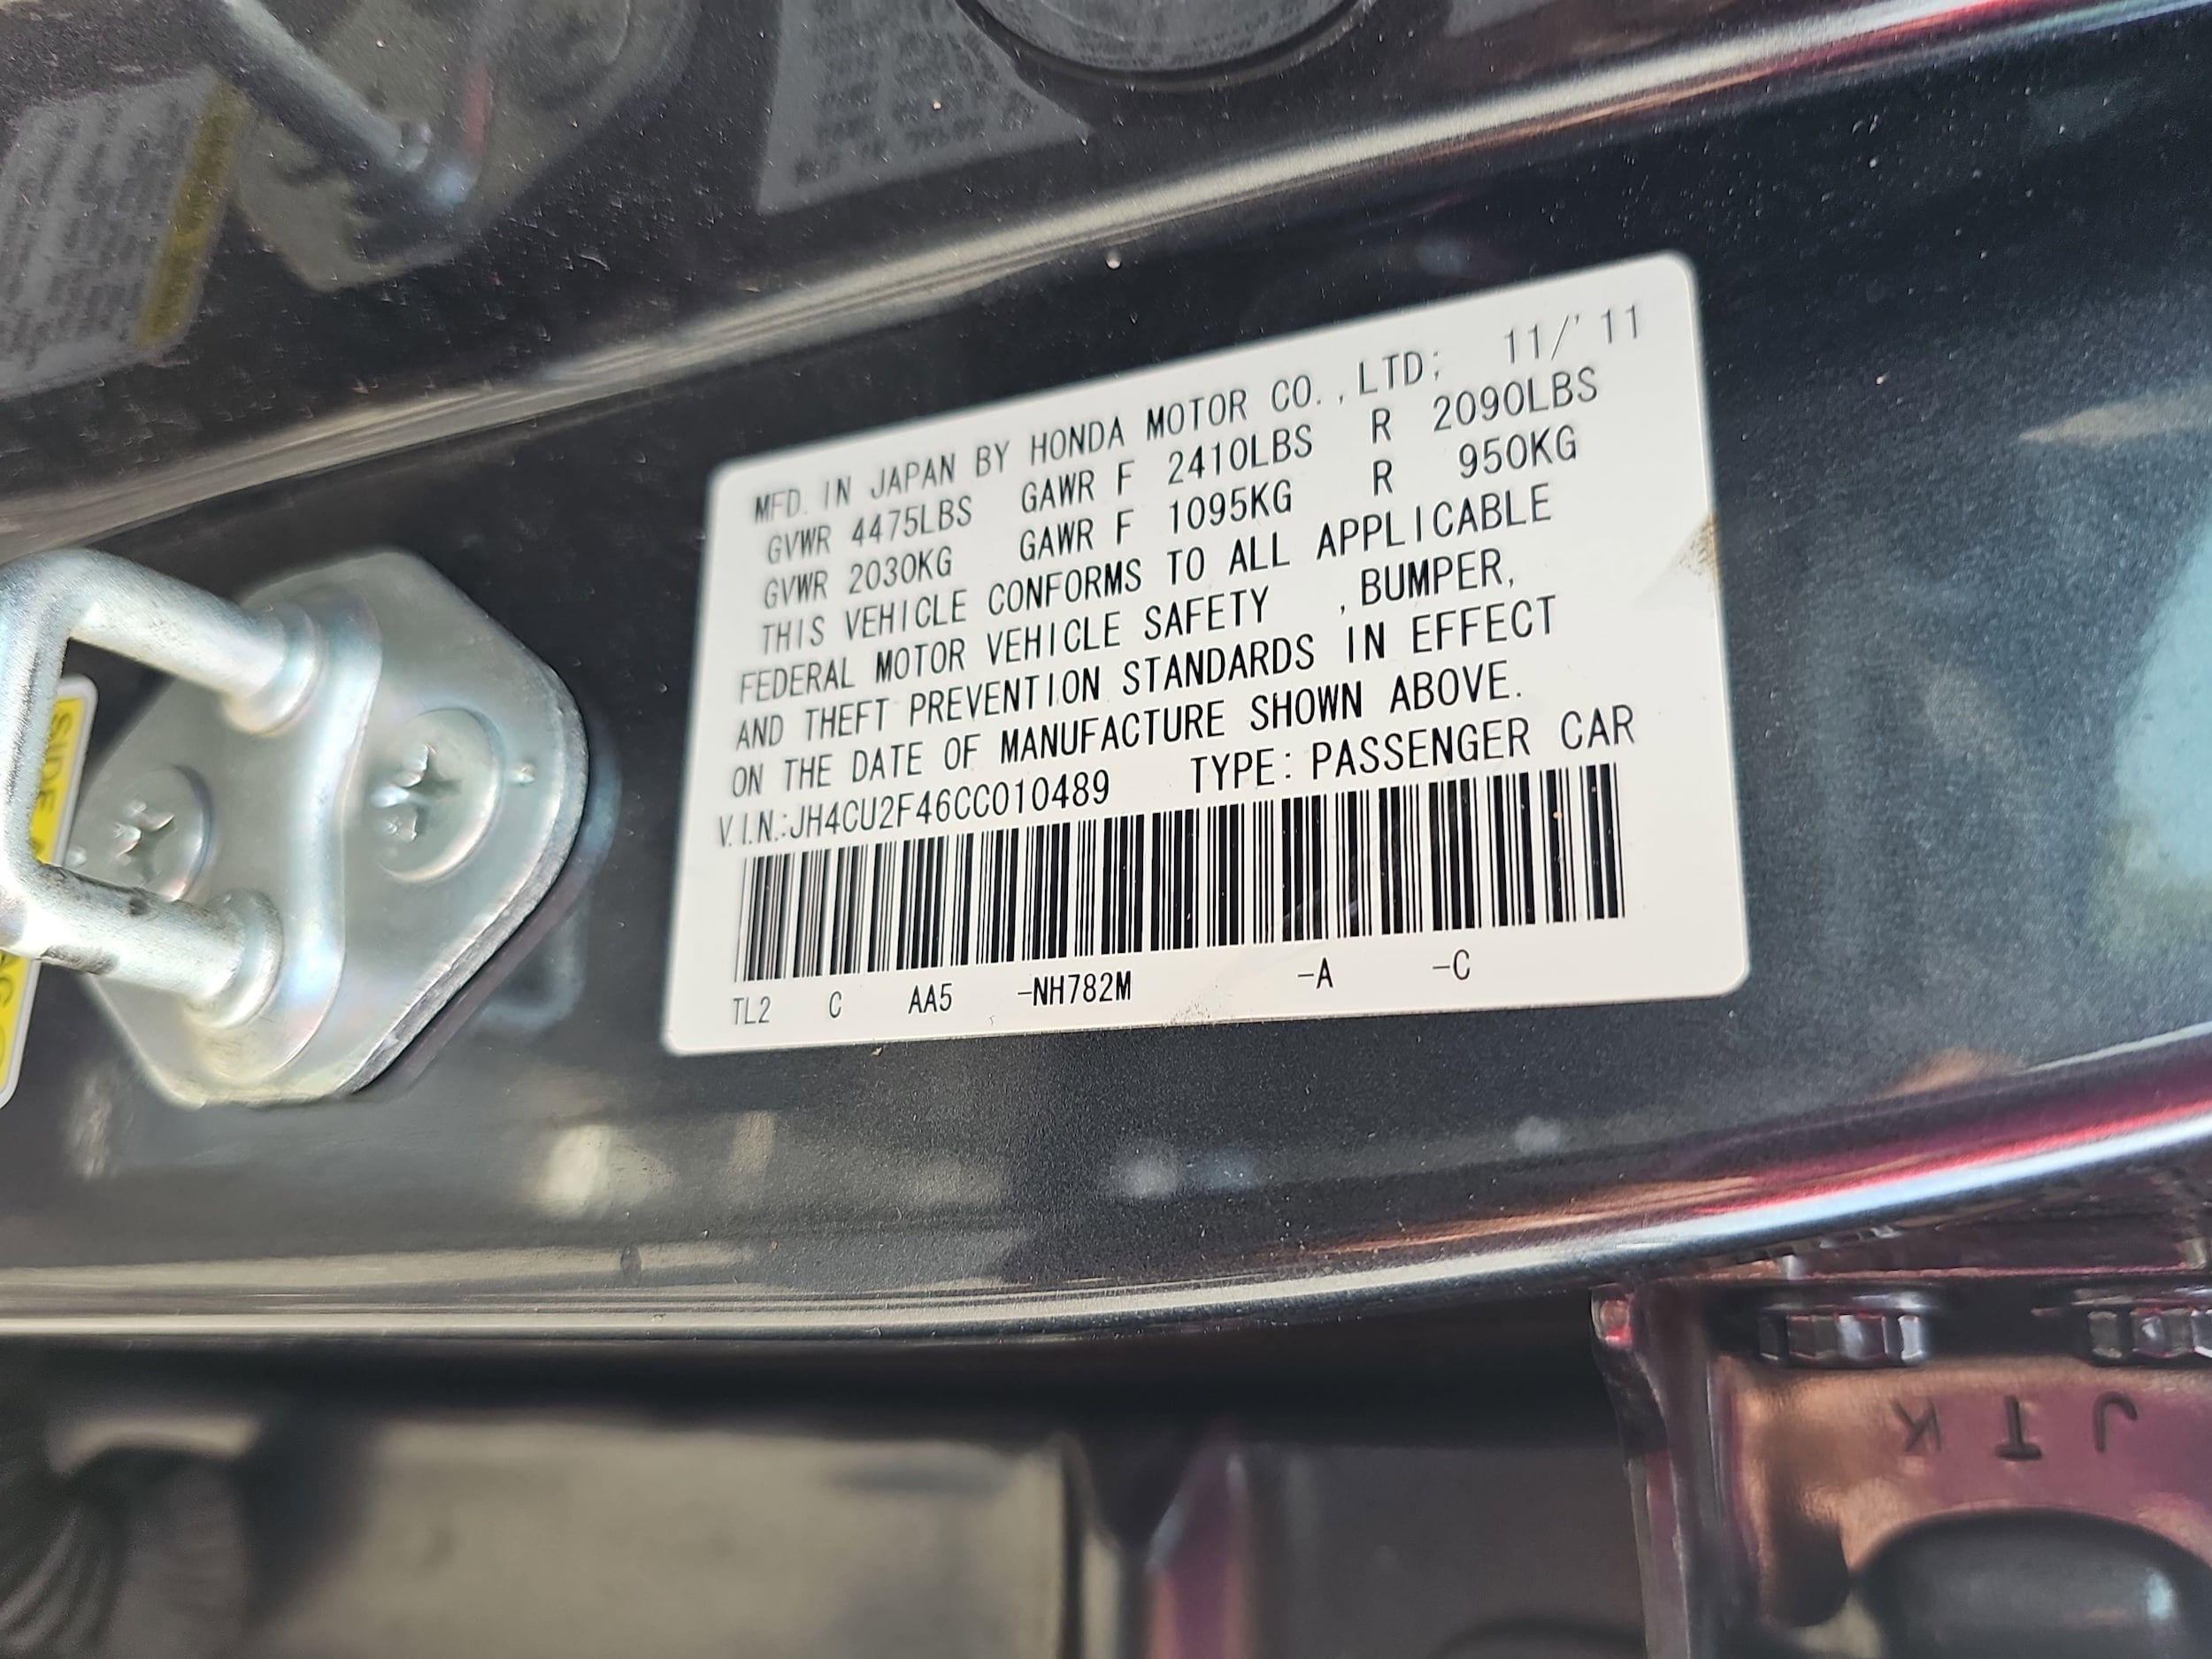 MFD. IN JAPAN BY HONDA MOTOR CO.,LTD; 11/'11
GVWR 4475LBS GAWR F 2410LBS R 2090LBS
GVWR 2030KG GAWR F 1095KG R 950KG
THIS VEHICLE CONFORMS TO ALL APPLICABLE
FEDERAL MOTOR VEHICLE SAFETY , BUMPER,
AND THEFT PREVENTION STANDARDS IN EFFECT
ON THE DATE OF MANUFACTURE SHOWN ABOVE.
V.I.N.:JH4CU2F46CC010489 TYPE: PASSENGER CAR
TL2 C AA5 -NH782M -A -C
SIDE
JTK